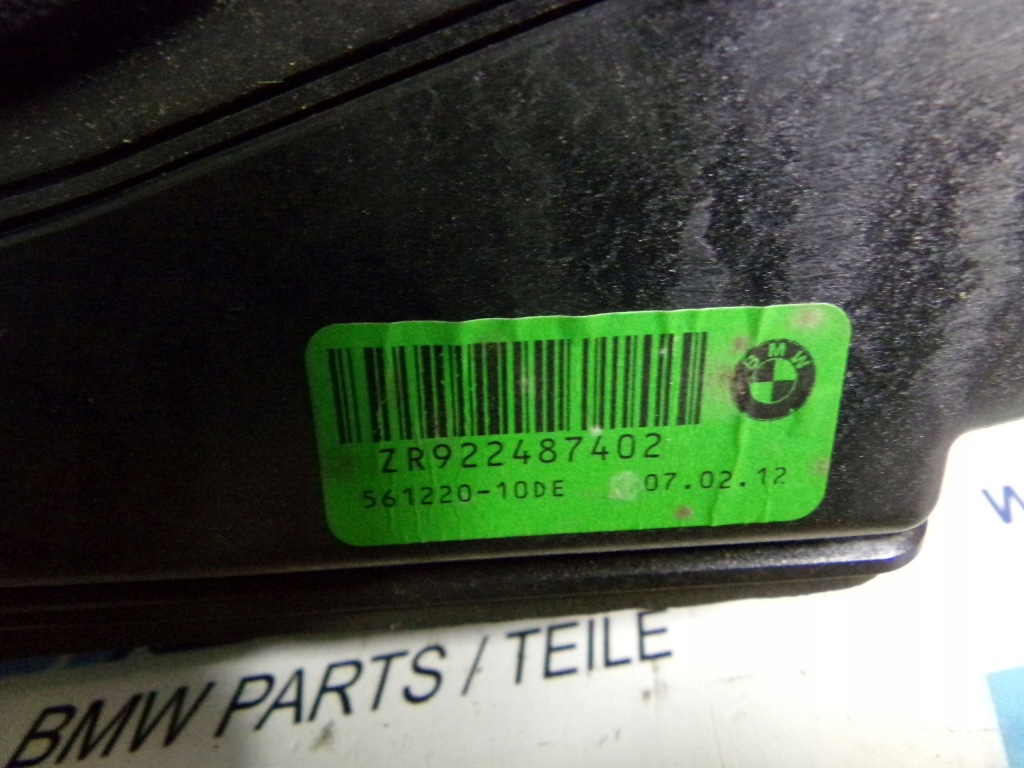 BMW
ZR922487402
561220-10DE 07.02.12
BMW PARTS / TEILE
W